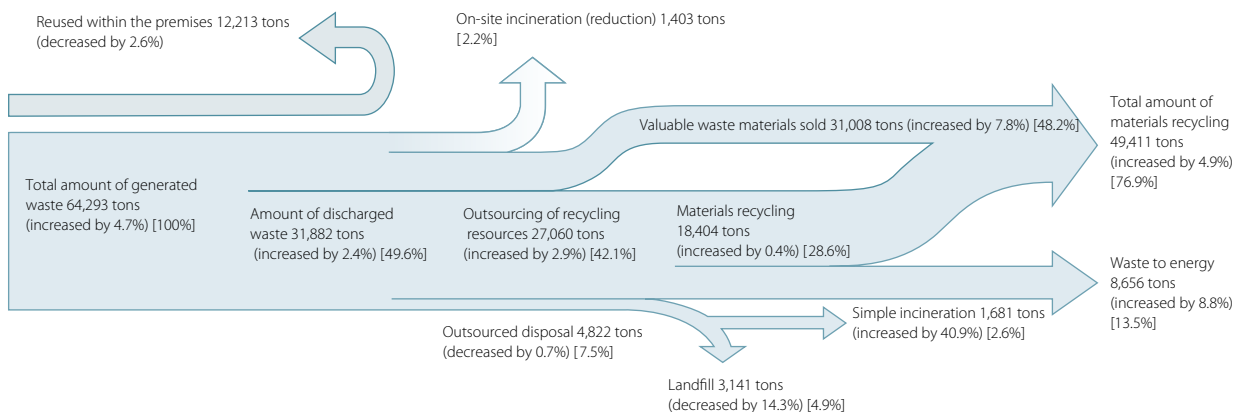 Reused within the premises 12,213 tons
(decreased by 2.6%)
On-site incineration (reduction) 1,403 tons
[2.2%]
Valuable waste materials sold 31,008 tons (increased by 7.8%) [48.2%]
Total amount of
materials recycling
49,411 tons
(increased by 4.9%)
[76.9%]
Total amount of generated
waste 64,293 tons
(increased by 4.7%) [100%]
Amount of discharged
waste 31,882 tons
(increased by 2.4%) [49.6%]
Outsourcing of recycling
resources 27,060 tons
(increased by 2.9%) [42.1%]
Materials recycling
18,404 tons
(increased by 0.4%) [28.6%]
Waste to energy
8,656 tons
(increased by 8.8%)
[13.5%]
Simple incineration 1,681 tons
(increased by 40.9%) [2.6%]
Outsourced disposal 4,822 tons
(decreased by 0.7%) [7.5%]
Landfill 3,141 tons
(decreased by 14.3%) [4.9%]